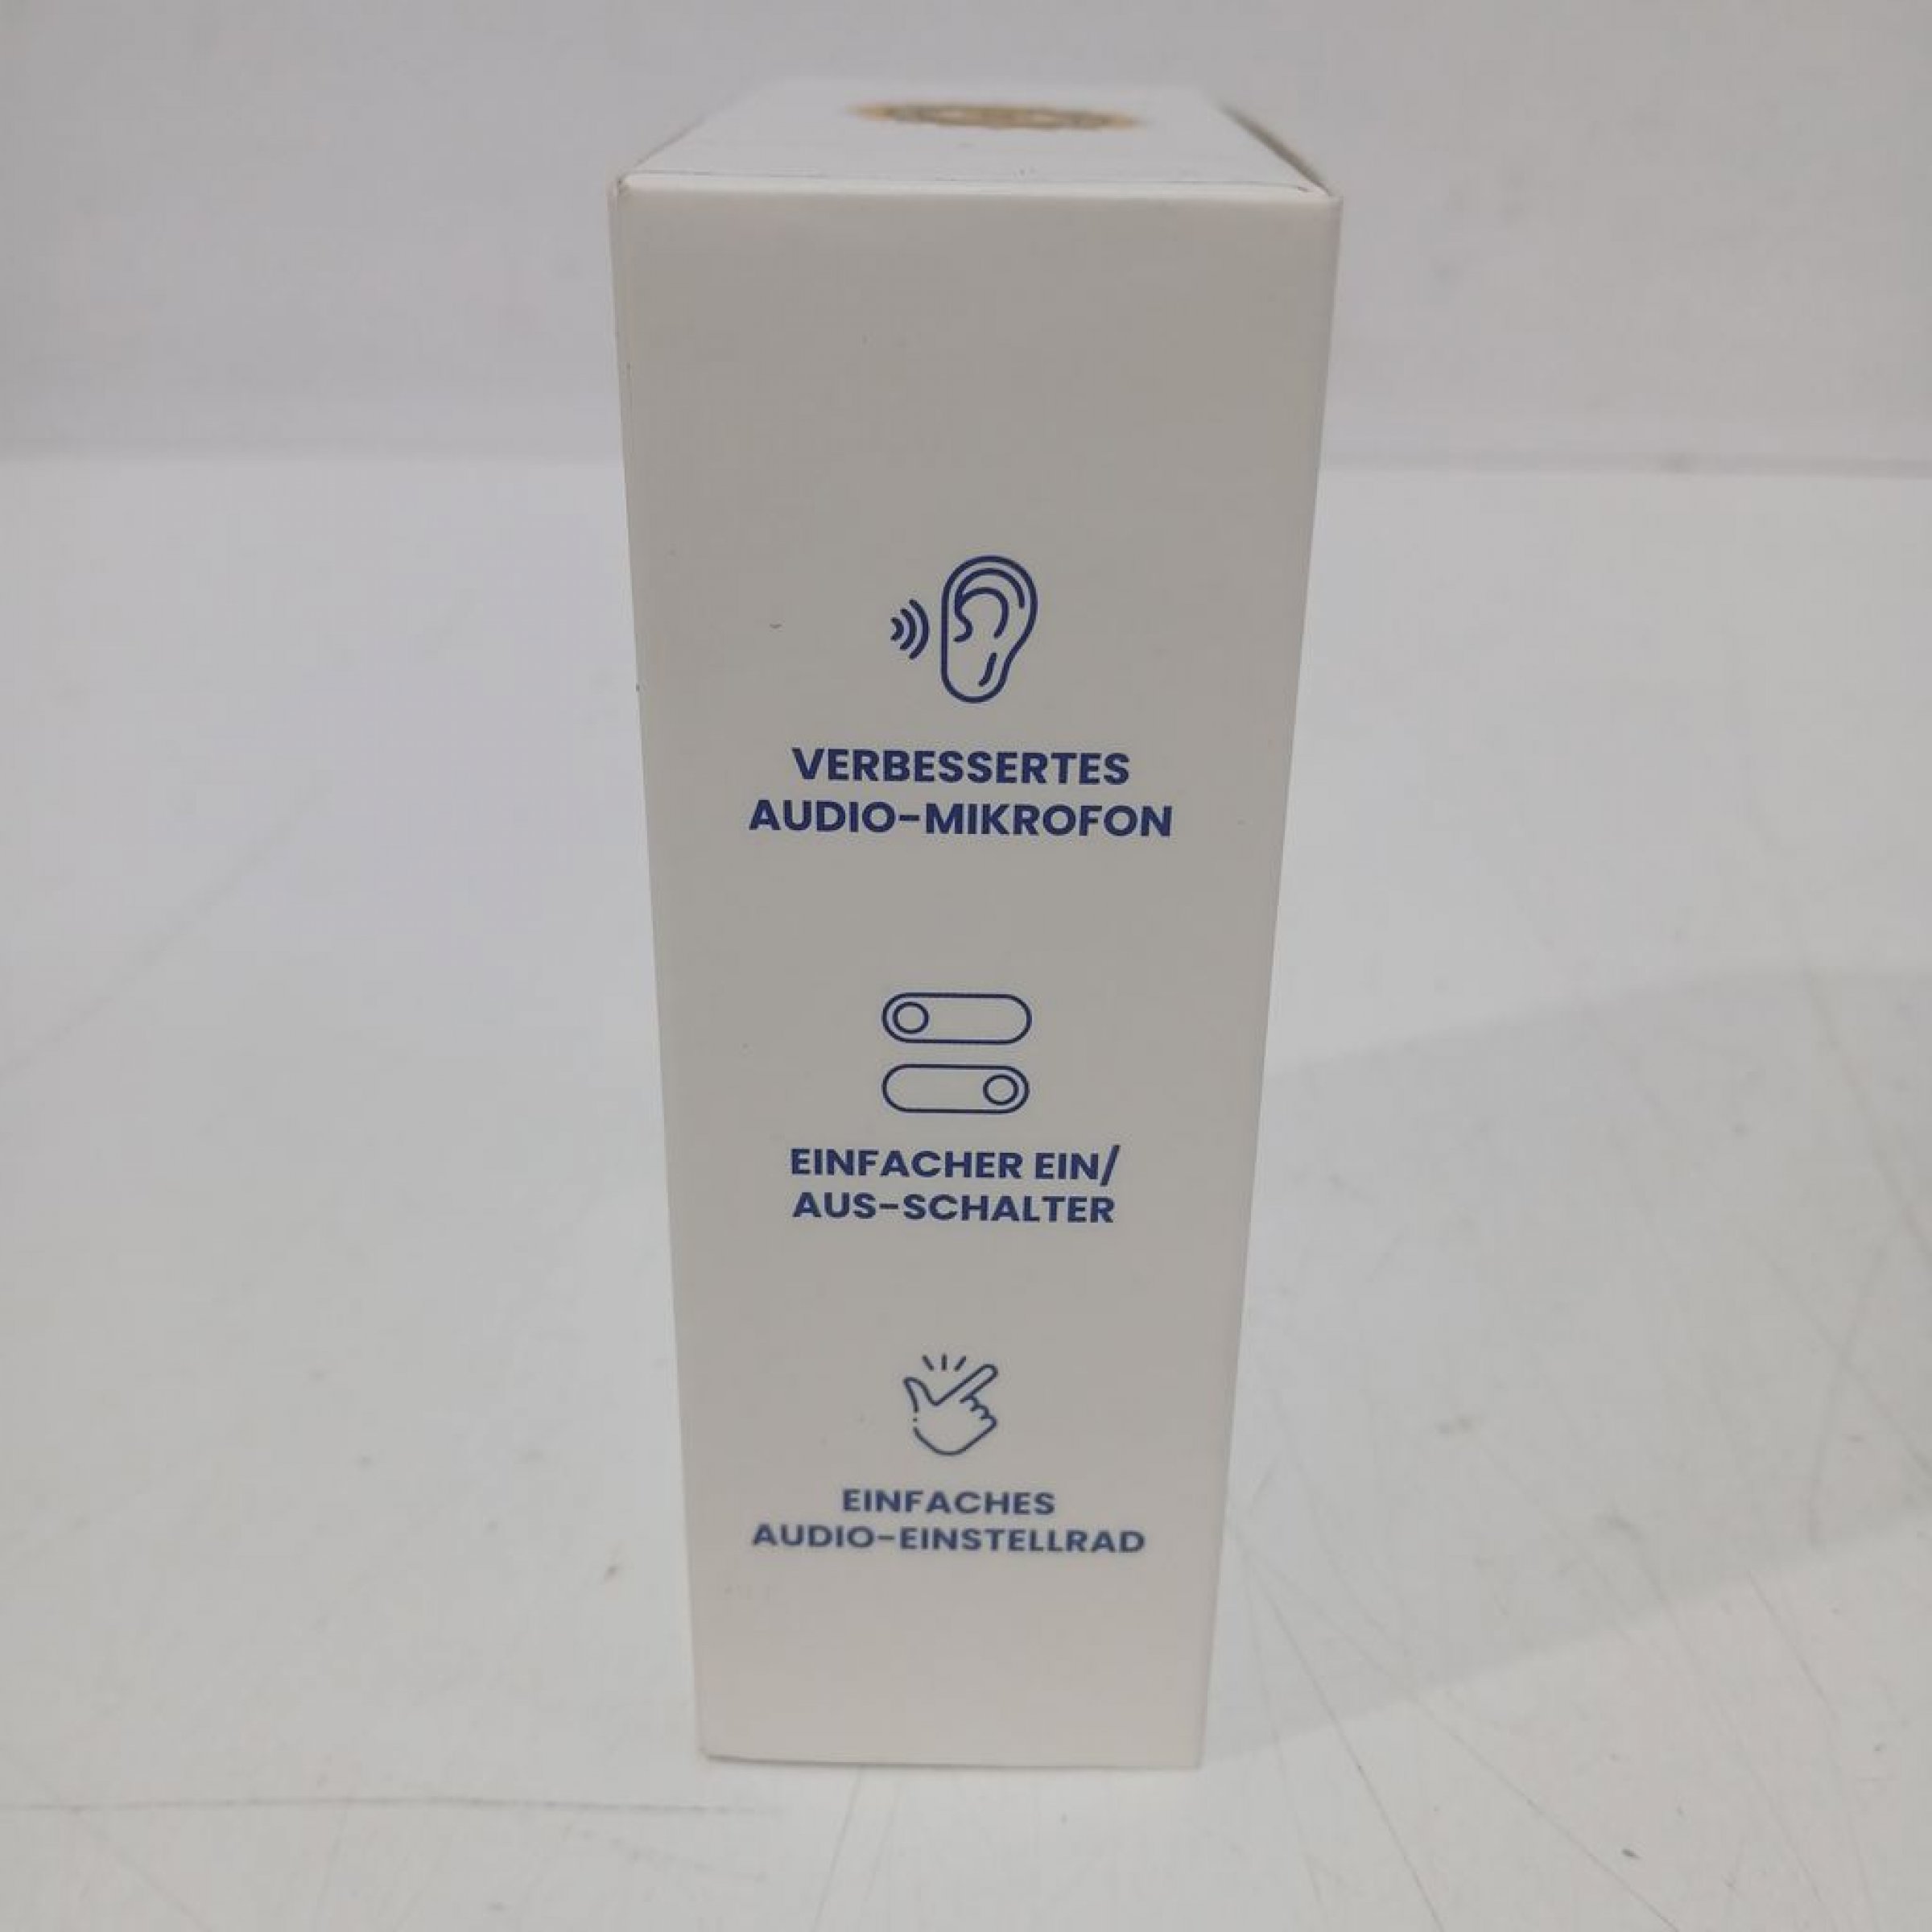 VERBESSERTES
AUDIO-MIKROFON
EINFACHER EIN/
AUS-SCHALTER
EINFACHES
AUDIO-EINSTELLRAD